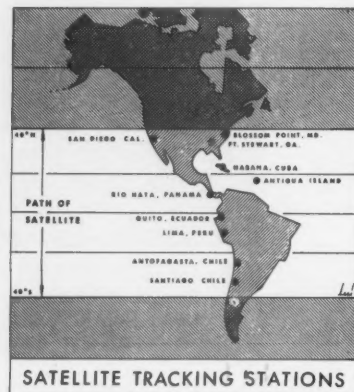 40°N
SAN DIEGO CAL.
BLOSSOM POINT, MD.
FT. STEWART, GA.
HABANA, CUBA
ANTIGUA ISLAND
RIO HATA, PANAMA
PATH OF
SATELLITE
QUITO, ECUADOR
LIMA, PERU
ANTOFAGASTA, CHILE
SANTIAGO CHILE
40°S
SATELLITE TRACKING STATIONS